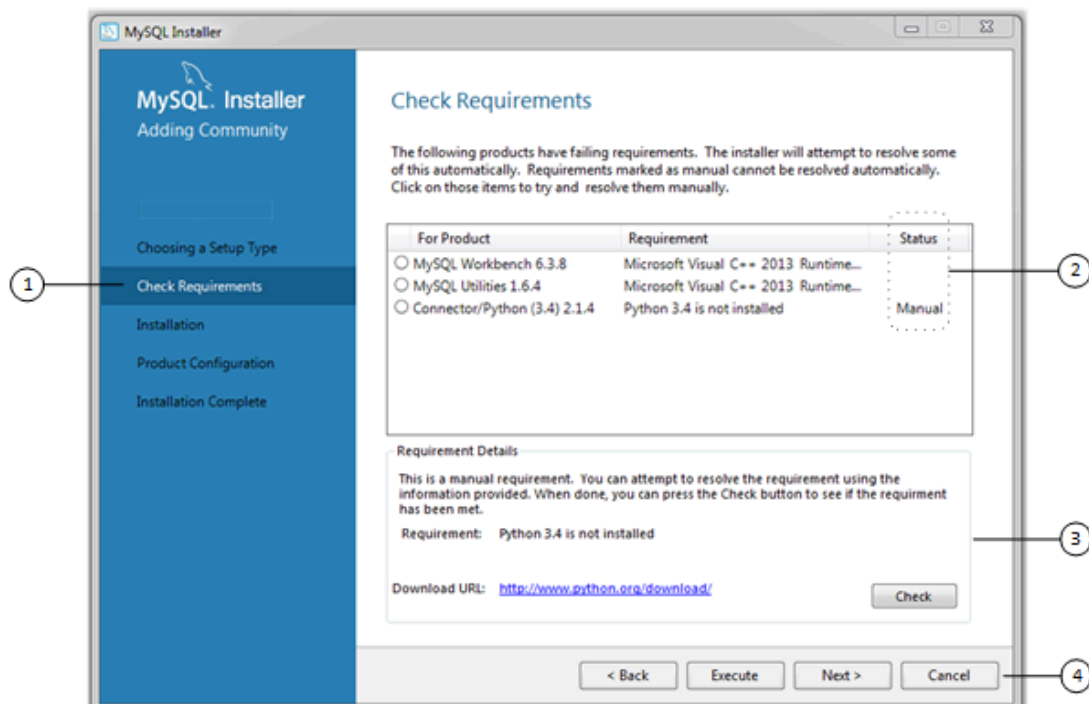 MySQL Installer
MySQL. Installer
Adding Community
Choosing a Setup Type
Check Requirements
Installation
Product Configuration
Installation Complete
Check Requirements
The following products have failing requirements. The installer will attempt to resolve some
of this automatically. Requirements marked as manual cannot be resolved automatically.
Click on those items to try and resolve them manually.
For Product Requirement Status
MySQL Workbench 6.3.8 Microsoft Visual C++ 2013 Runtime...
MySQL Utilities 1.6.4 Microsoft Visual C++ 2013 Runtime...
Connector/Python (3.4) 2.1.4 Python 3.4 is not installed Manual
Requirement Details
This is a manual requirement. You can attempt to resolve the requirement using the
information provided. When done, you can press the Check button to see if the requirment
has been met.
Requirement: Python 3.4 is not installed
Download URL: http://www.python.org/download/
Check
< Back Execute Next > Cancel
1
2
3
4